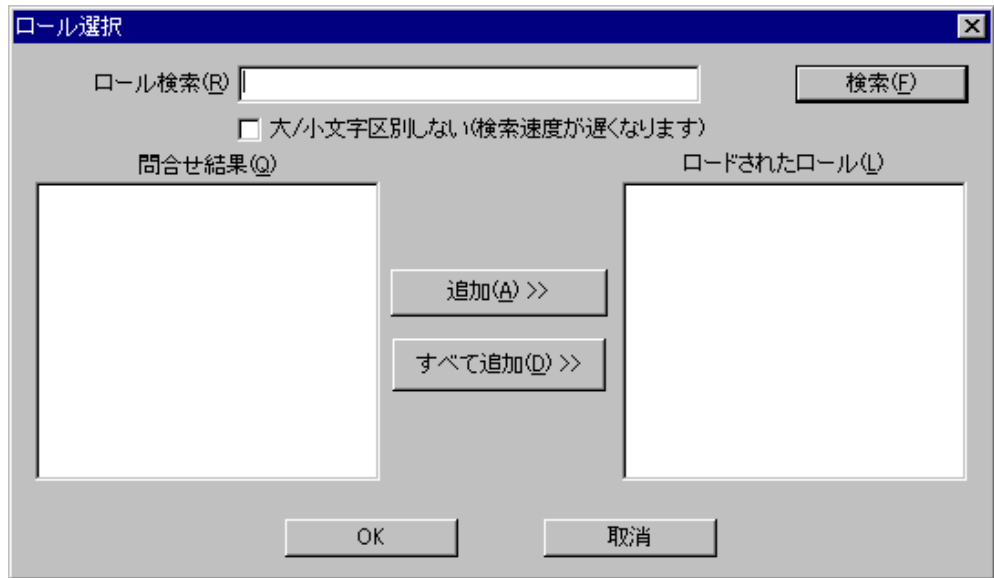 ロール選択
ロール検索(R)
検索(F)
大/小文字区別しない(検索速度が遅くなります)
問合せ結果(Q)
ロードされたロール(L)
追加(A) >>
すべて追加(D) >>
OK
取消